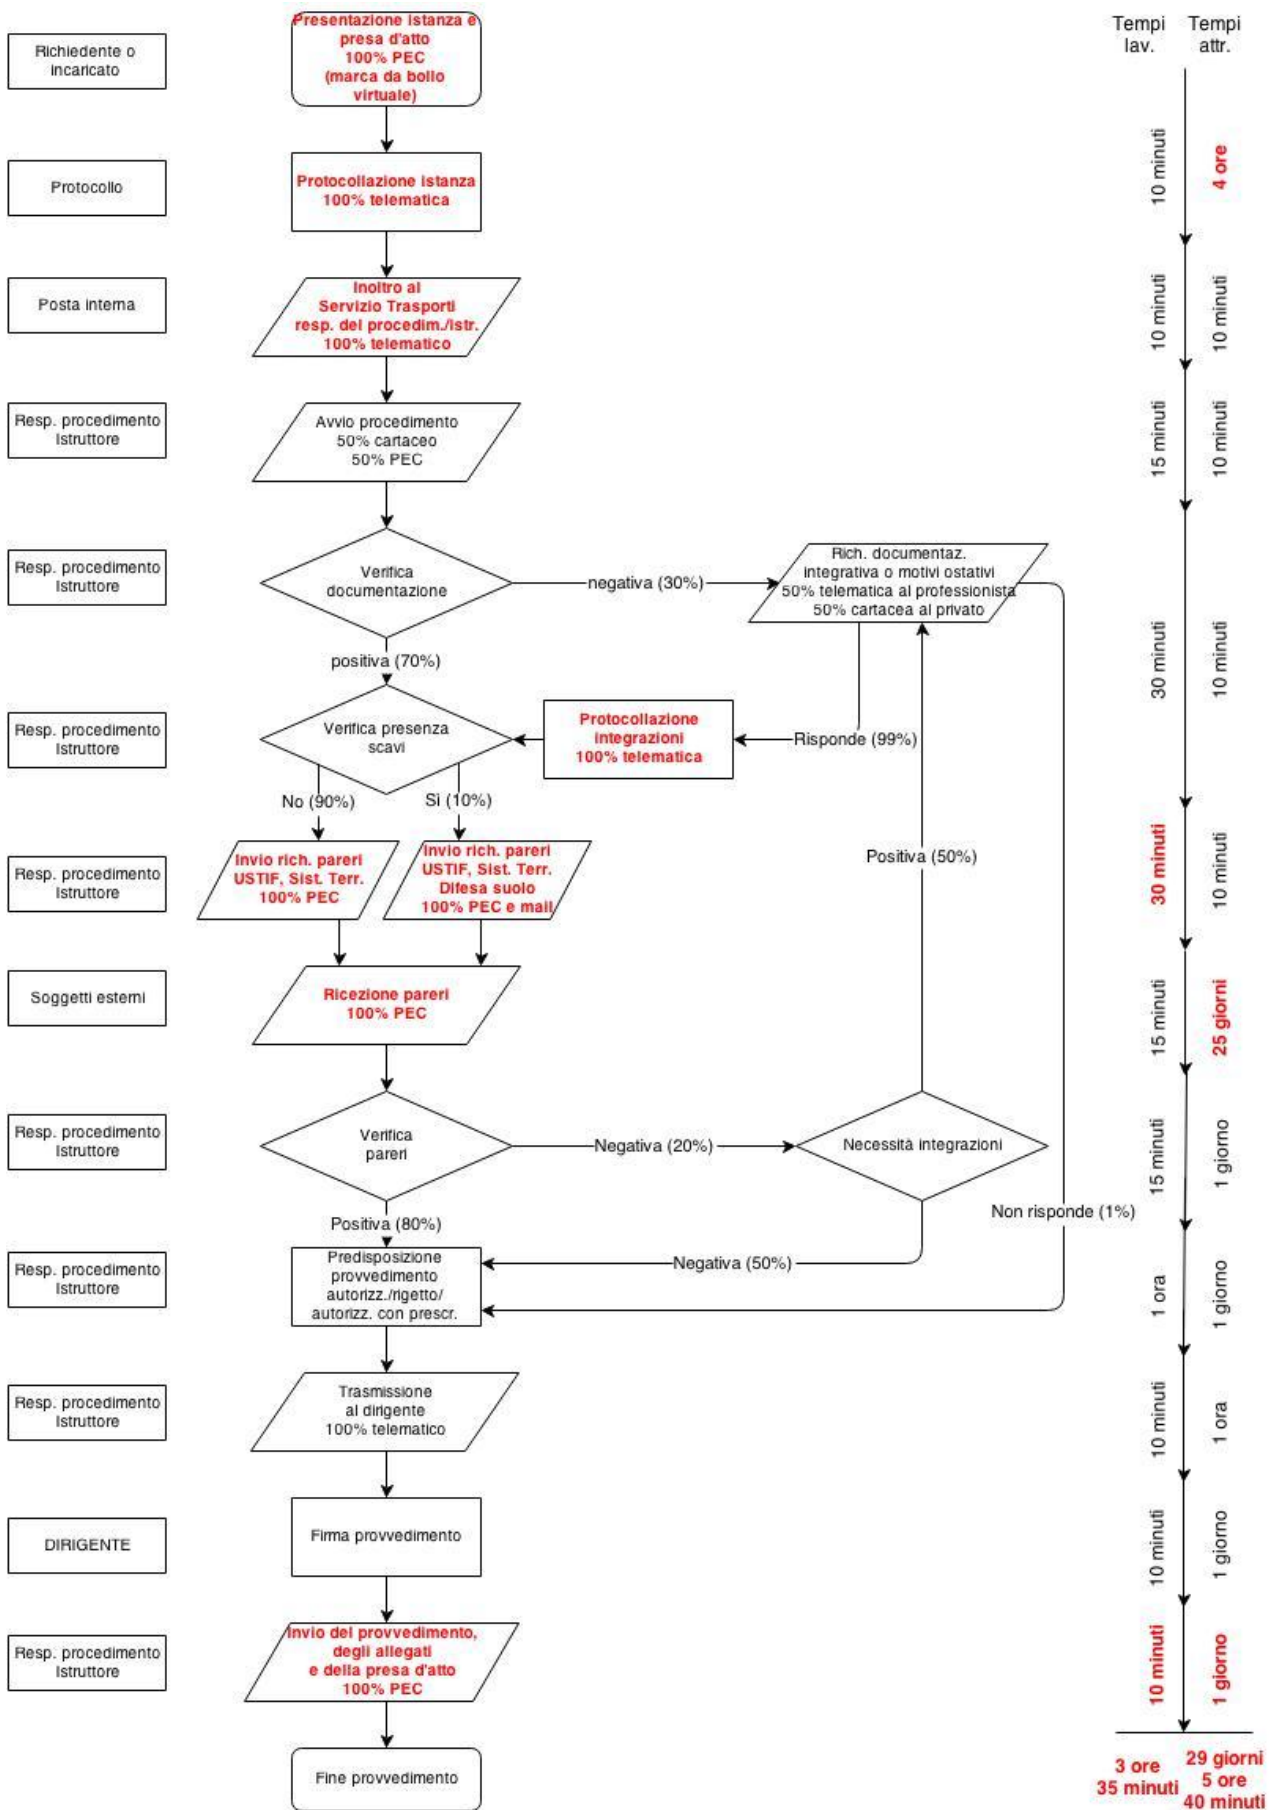 Tempi
lav.
Tempi
attr.
Richiedente o
incaricato
Presentazione istanza e
presa d'atto
100% PEC
(marca da bollo
virtuale)
Protocollo
Protocollazione istanza
100% telematica
10 minuti
4 ore
Posta interna
Inoltro al
Servizio Trasporti
resp. del procedim./istr.
100% telematico
10 minuti
10 minuti
Resp. procedimento
Istruttore
Avvio procedimento
50% cartaceo
50% PEC
15 minuti
10 minuti
Resp. procedimento
Istruttore
Verifica
documentazione
negativa (30%)
Rich. documentaz.
integrativa o motivi ostativi
50% telematica al professionista
50% cartacea al privato
positiva (70%)
30 minuti
10 minuti
Resp. procedimento
Istruttore
Verifica presenza
scavi
Protocollazione
integrazioni
100% telematica
Risponde (99%)
No (90%)
Sì (10%)
Resp. procedimento
Istruttore
Invio rich. pareri
USTIF, Sist. Terr.
100% PEC
Invio rich. pareri
USTIF, Sist. Terr.
Difesa suolo
100% PEC e mail
Positiva (50%)
30 minuti
10 minuti
Soggetti esterni
Ricezione pareri
100% PEC
15 minuti
25 giorni
Resp. procedimento
Istruttore
Verifica
pareri
Negativa (20%)
Necessità integrazioni
15 minuti
1 giorno
Positiva (80%)
Non risponde (1%)
Resp. procedimento
Istruttore
Predisposizione
provvedimento
autorizz./rigetto/
autorizz. con prescr.
Negativa (50%)
1 ora
1 giorno
Resp. procedimento
Istruttore
Trasmissione
al dirigente
100% telematico
10 minuti
1 ora
DIRIGENTE
Firma provvedimento
10 minuti
1 giorno
Resp. procedimento
Istruttore
Invio del provvedimento,
degli allegati
e della presa d'atto
100% PEC
10 minuti
1 giorno
Fine provvedimento
3 ore
35 minuti
29 giorni
5 ore
40 minuti